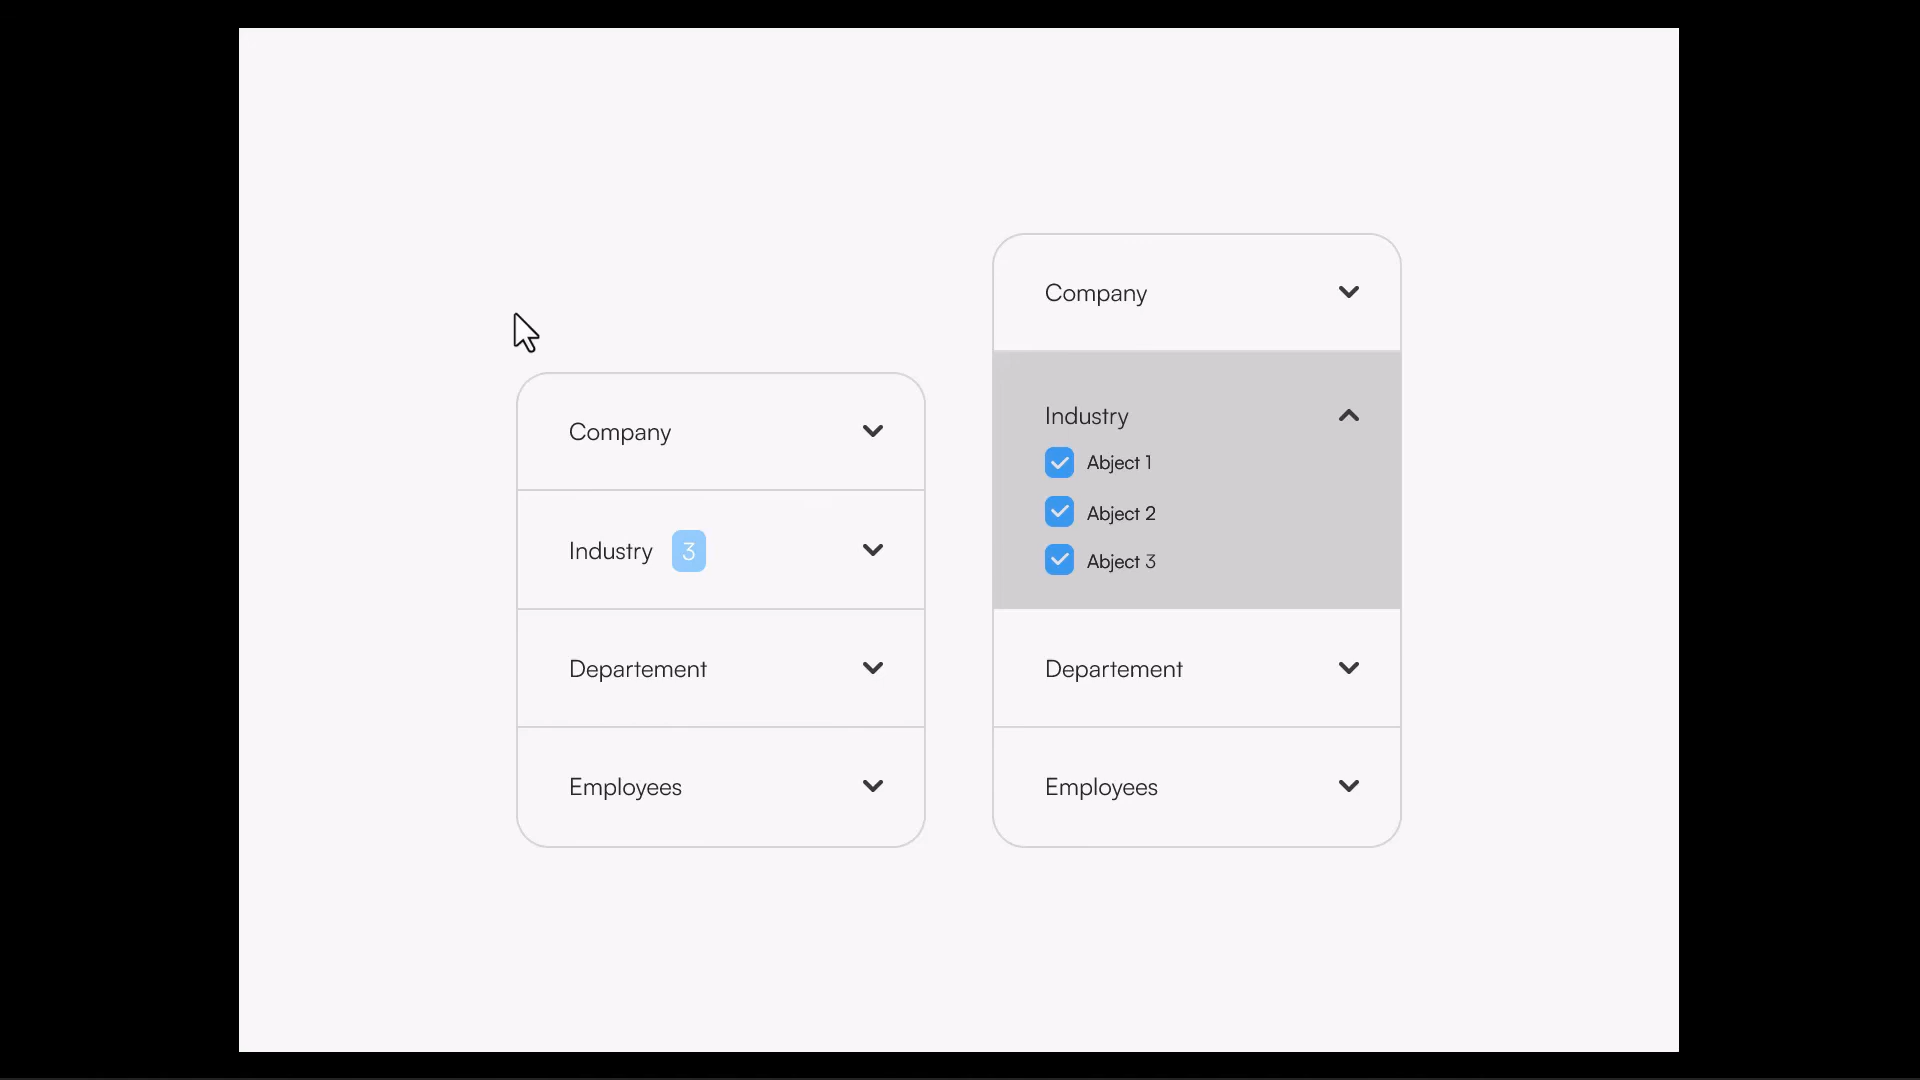 Company
Industry 3
Departement
Employees
Company
Industry
Abject 1
Abject 2
Abject 3
Departement
Employees